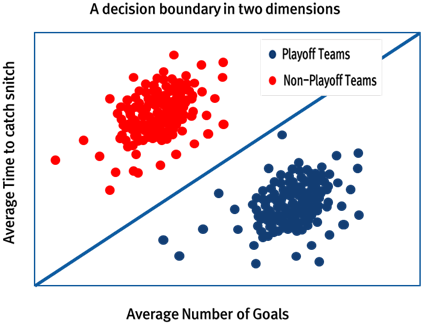 A decision boundary in two dimensions
Playoff Teams
Non-Playoff Teams
Average Time to catch snitch
Average Number of Goals